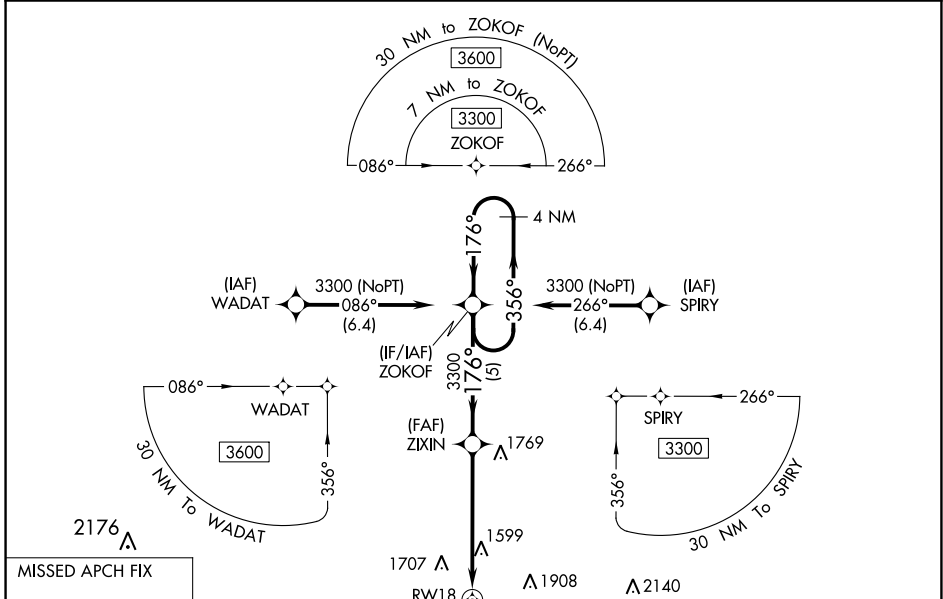 30 NM to ZOKOF (NoPT)
3600
7 NM to ZOKOF
3300
ZOKOF
086°
266°
4 NM
176°
356°
(IAF)
WADAT
3300 (NoPT)
086°
(6.4)
3300 (NoPT)
266°
(6.4)
(IAF)
SPIRY
(IF/IAF)
ZOKOF
3300
176°
(5)
086°
WADAT
3600
356°
30 NM To WADAT
(FAF)
ZIXIN
1769
266°
SPIRY
3300
356°
30 NM To SPIRY
2176
1599
1707
1908
2140
MISSED APCH FIX
RW18